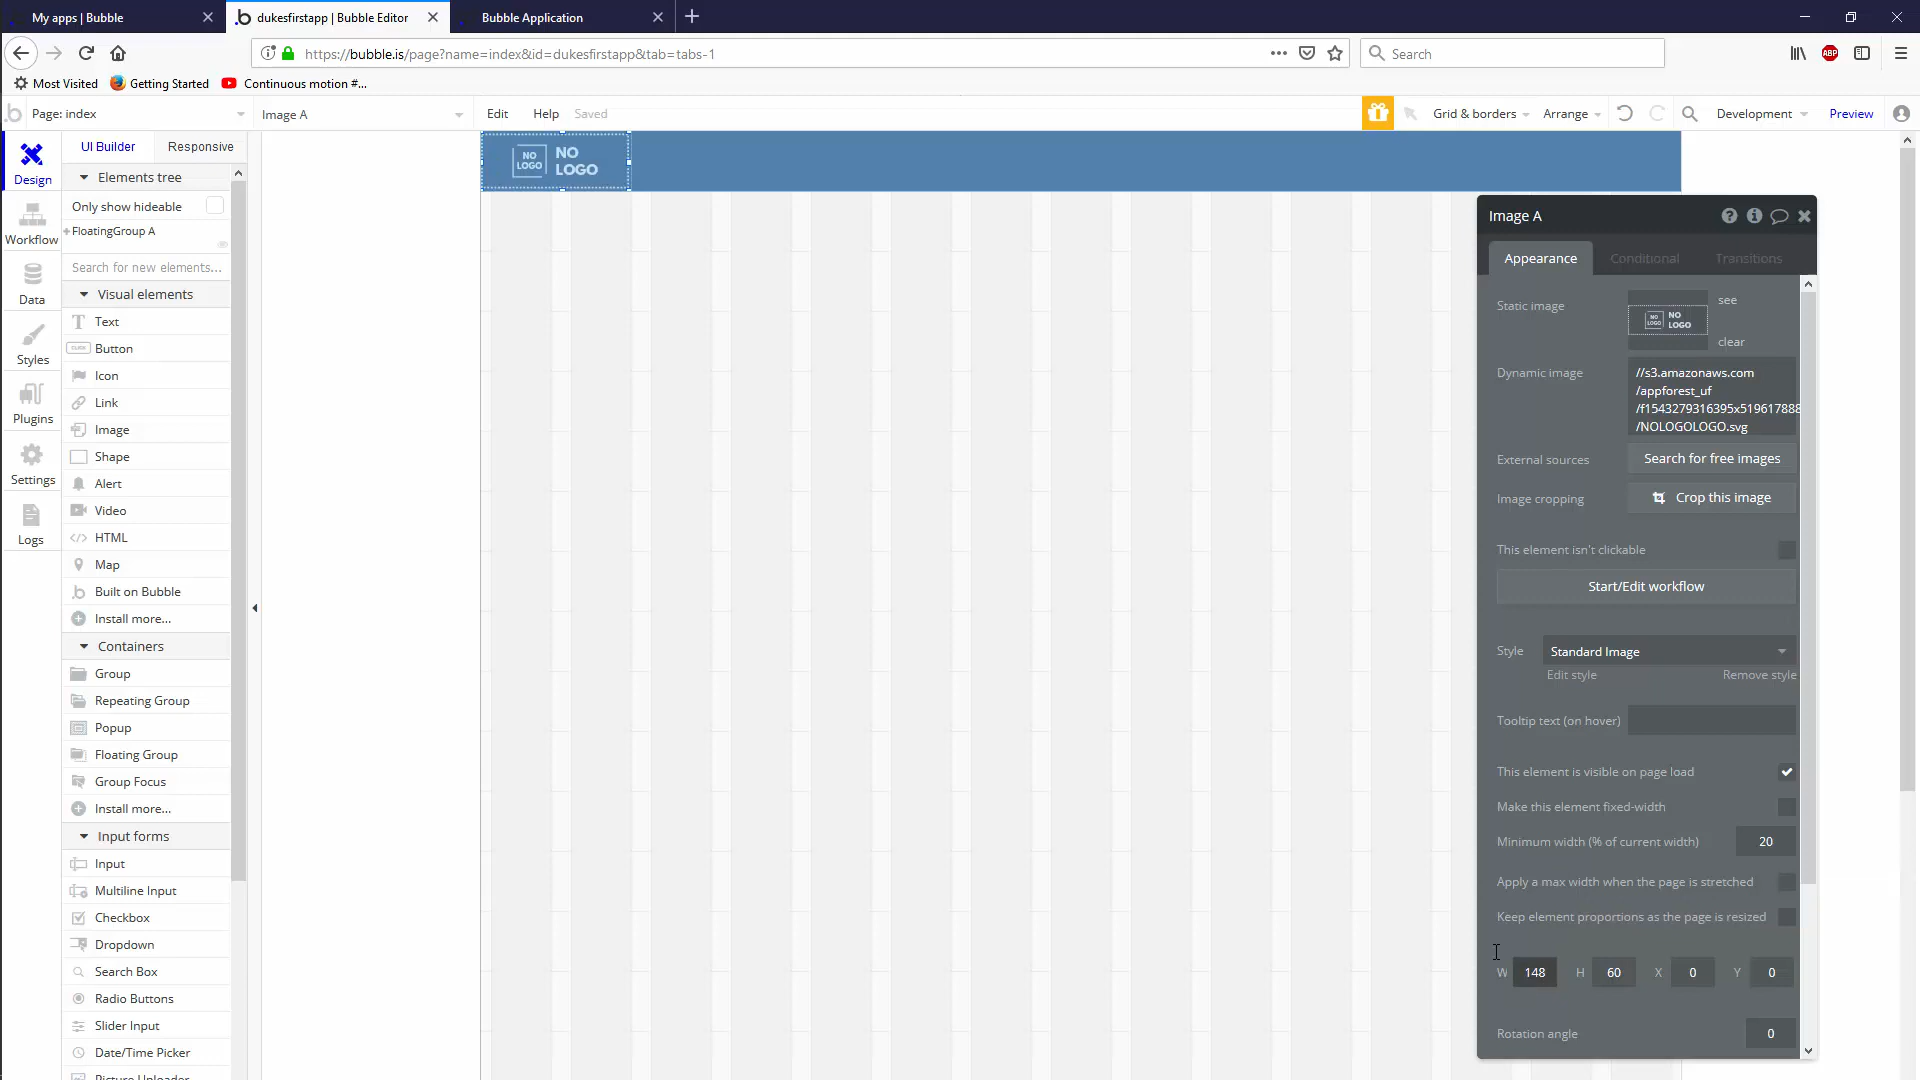 My apps | Bubble
dukesfirstapp | Bubble Editor
Bubble Application
https://bubble.is/page?name=index&id=dukesfirstapp&tab=tabs-1
Search
ABP
Most Visited
Getting Started
Continuous motion #...
Page: index
Image A
Edit
Help
Saved
Grid & borders
Arrange
Development
Preview
Design
Workflow
Data
Styles
Plugins
Settings
Logs
UI Builder
Responsive
Elements tree
Only show hideable
FloatingGroup A
Search for new elements...
Visual elements
Text
Button
Icon
Link
Image
Shape
Alert
Video
HTML
Map
Built on Bubble
Install more...
Containers
Group
Repeating Group
Popup
Floating Group
Group Focus
Install more...
Input forms
Input
Multiline Input
Checkbox
Dropdown
Search Box
Radio Buttons
Slider Input
Date/Time Picker
Picture Uploader
NO
LOGO
NO
LOGO
Image A
Appearance
Conditional
Transitions
Static image
NO
LOGO
NO
LOGO
see
clear
Dynamic image
//s3.amazonaws.com
/appforest_uf
/f1543279316395x519617888
/NOLOGOLOGO.svg
External sources
Search for free images
Image cropping
Crop this image
This element isn't clickable
Start/Edit workflow
Style
Standard Image
Edit style
Remove style
Tooltip text (on hover)
This element is visible on page load
Make this element fixed-width
Minimum width (% of current width)
20
Apply a max width when the page is stretched
Keep element proportions as the page is resized
W 148 H 60 X 0 Y 0
Rotation angle
0